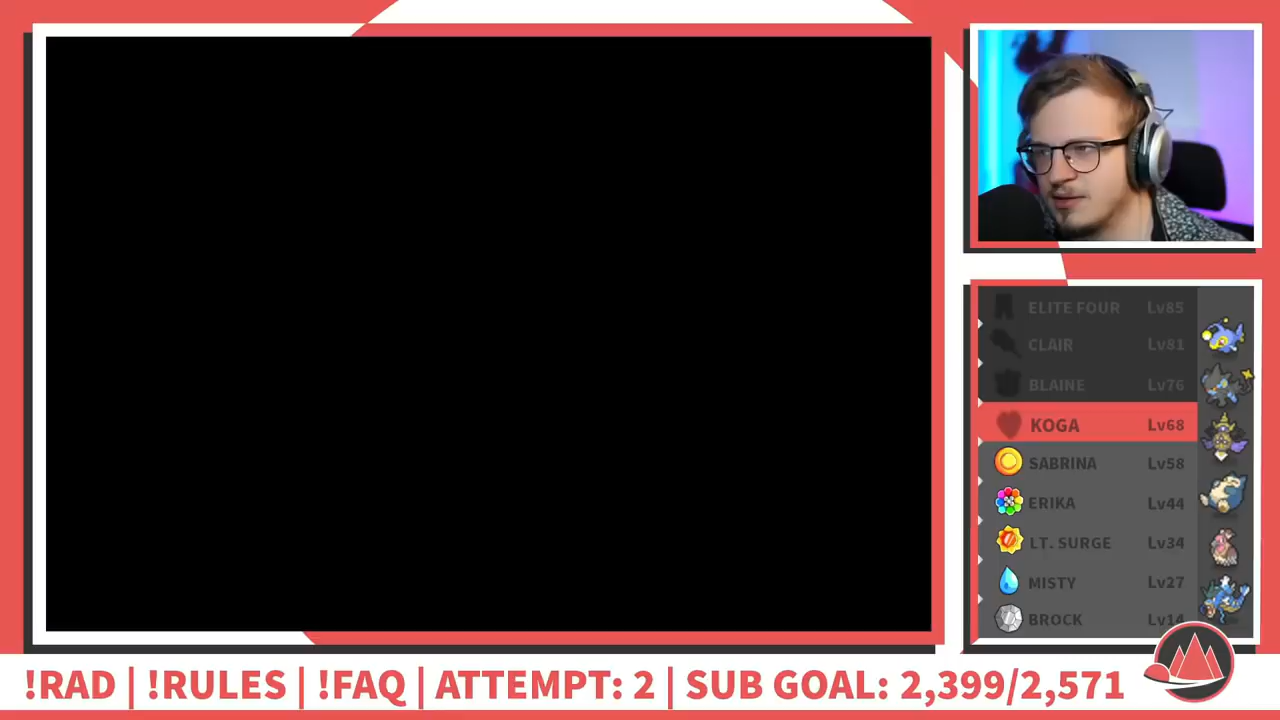 ELITE FOUR Lv85
CLAIR Lv81
BLAINE Lv76
KOGA Lv68
SABRINA Lv58
ERIKA Lv44
LT. SURGE Lv34
MISTY Lv27
BROCK Lv14
!RAD | !RULES | !FAQ | ATTEMPT: 2 | SUB GOAL: 2,399/2,571